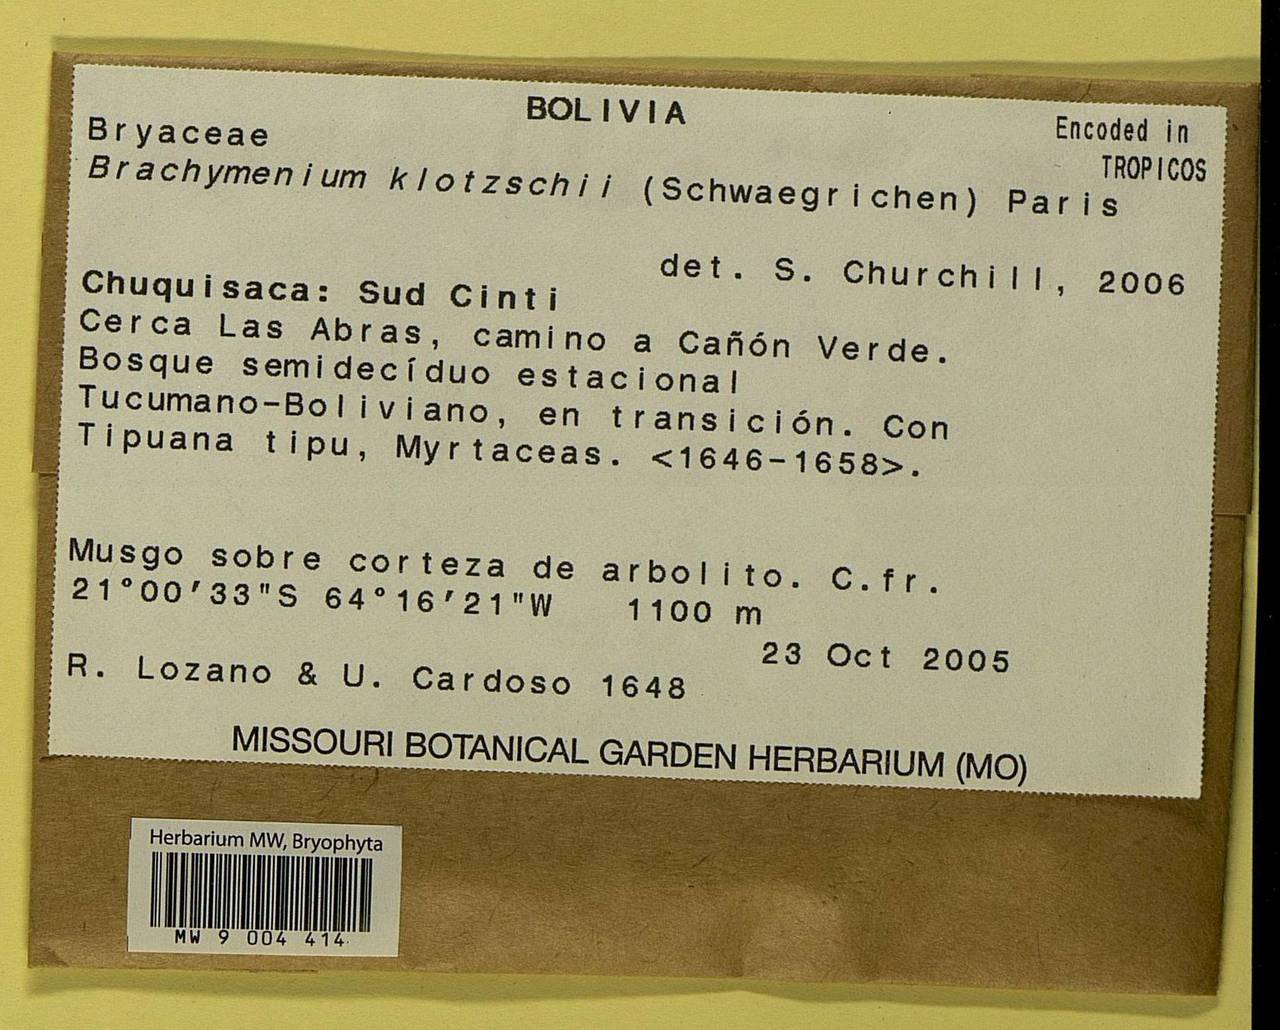 BOLIVIA
Encoded in
TROPICOS
Bryaceae
Brachymenium klotzschii (Schwaegrichen) Paris
det. S. Churchill, 2006
Chuquisaca: Sud Cinti
Cerca Las Abras, camino a Cañón Verde.
Bosque semidecíduo estacional
Tucumano-Boliviano, en transición. Con
Tipuana tipu, Myrtaceas. <1646-1658>.
Musgo sobre corteza de arbolito. C.fr.
21°00'33"S 64°16'21"W 1100 m
23 Oct 2005
R. Lozano & U. Cardoso 1648
MISSOURI BOTANICAL GARDEN HERBARIUM (MO)
Herbarium MW, Bryophyta
MW 9 004 414